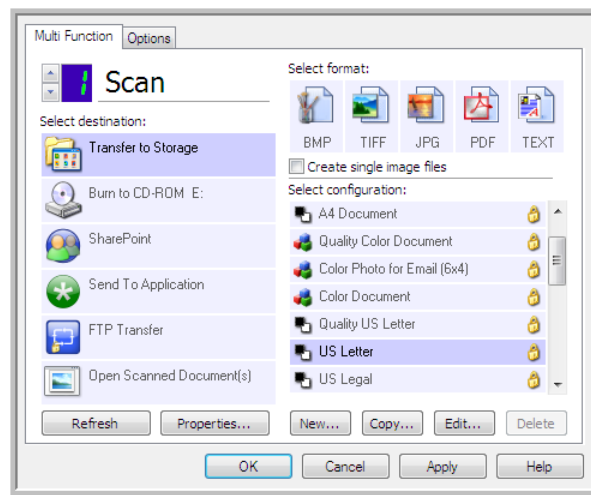 Multi Function
Options
1 Scan
Select destination:
Transfer to Storage
Burn to CD-ROM E:
SharePoint
Send To Application
FTP Transfer
Open Scanned Document(s)
Refresh
Properties...
Select format:
BMP TIFF JPG PDF TEXT
Create single image files
Select configuration:
A4 Document
Quality Color Document
Color Photo for Email (6x4)
Color Document
Quality US Letter
US Letter
US Legal
New... Copy... Edit... Delete
OK Cancel Apply Help